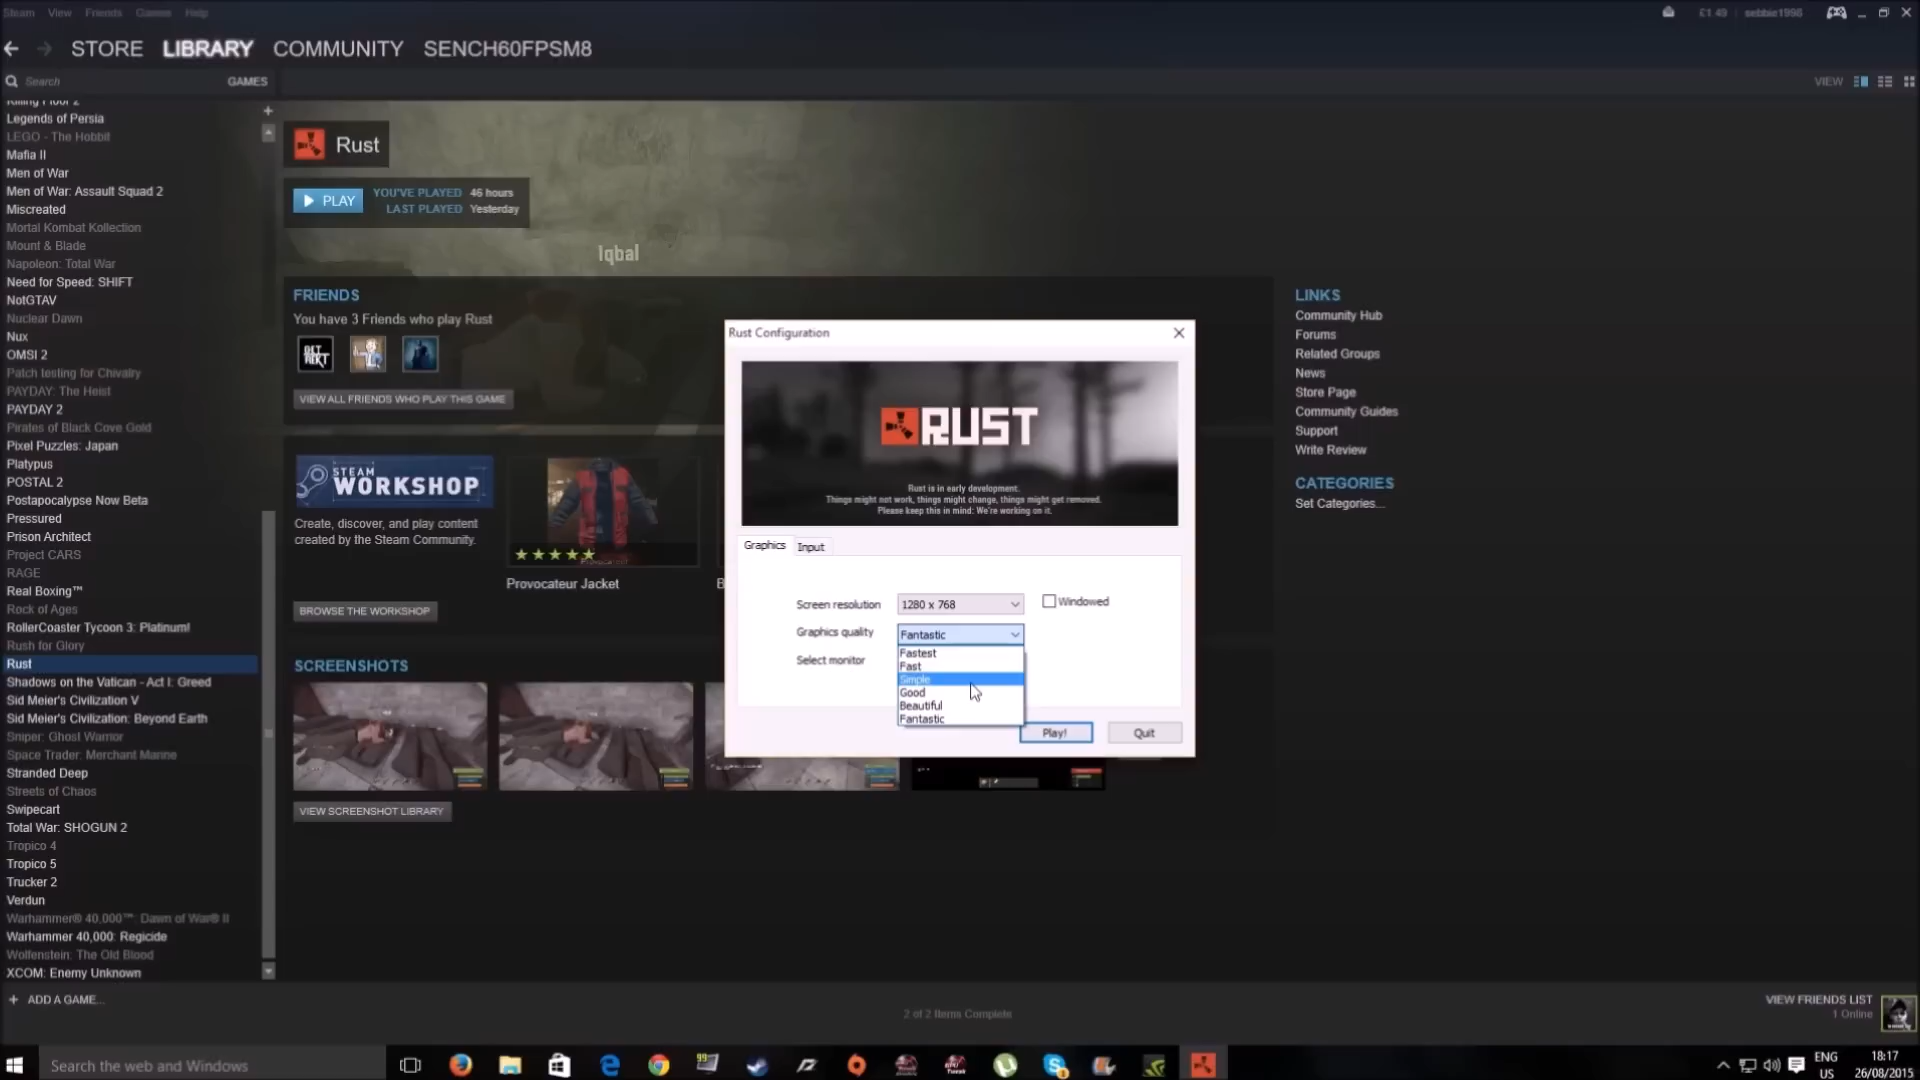 Steam View Friends Games Help
£1.49 sebbie1998
STORE LIBRARY COMMUNITY SENCH60FPSM8
Search GAMES VIEW
Killing Floor 2
Legends of Persia
LEGO - The Hobbit
Mafia II
Men of War
Men of War: Assault Squad 2
Miscreated
Mortal Kombat Kollection
Mount & Blade
Napoleon: Total War
Need for Speed: SHIFT
NotGTAV
Nuclear Dawn
Nux
OMSI 2
Patch testing for Chivalry
PAYDAY: The Heist
PAYDAY 2
Pirates of Black Cove Gold
Pixel Puzzles: Japan
Platypus
POSTAL 2
Postapocalypse Now Beta
Pressured
Prison Architect
Project CARS
RAGE
Real Boxing™
Rock of Ages
RollerCoaster Tycoon 3: Platinum!
Rush for Glory
Rust
Shadows on the Vatican - Act I: Greed
Sid Meier's Civilization V
Sid Meier's Civilization: Beyond Earth
Sniper: Ghost Warrior
Space Trader: Merchant Marine
Stranded Deep
Streets of Chaos
Swipecart
Total War: SHOGUN 2
Tropico 4
Tropico 5
Trucker 2
Verdun
Warhammer® 40,000™: Dawn of War® II
Warhammer 40,000: Regicide
Wolfenstein: The Old Blood
XCOM: Enemy Unknown
+ ADD A GAME...
Rust
PLAY
YOU'VE PLAYED 46 hours
LAST PLAYED Yesterday
Iqbal
FRIENDS
You have 3 Friends who play Rust
VIEW ALL FRIENDS WHO PLAY THIS GAME
STEAM
WORKSHOP
Create, discover, and play content
created by the Steam Community.
Provocateur Jacket
B
BROWSE THE WORKSHOP
SCREENSHOTS
VIEW SCREENSHOT LIBRARY
Rust Configuration
RUST
Rust is in early development.
Things might not work, things might change, things might get removed.
Please keep this in mind: We're working on it.
Graphics Input
Screen resolution 1280 x 768 Windowed
Graphics quality Fantastic
Select monitor
Fastest
Fast
Simple
Good
Beautiful
Fantastic
Play! Quit
LINKS
Community Hub
Forums
Related Groups
News
Store Page
Community Guides
Support
Write Review
CATEGORIES
Set Categories...
2 of 2 Items Complete
VIEW FRIENDS LIST
1 Online
Search the web and Windows
99
ENG
US
18:17
26/08/2015